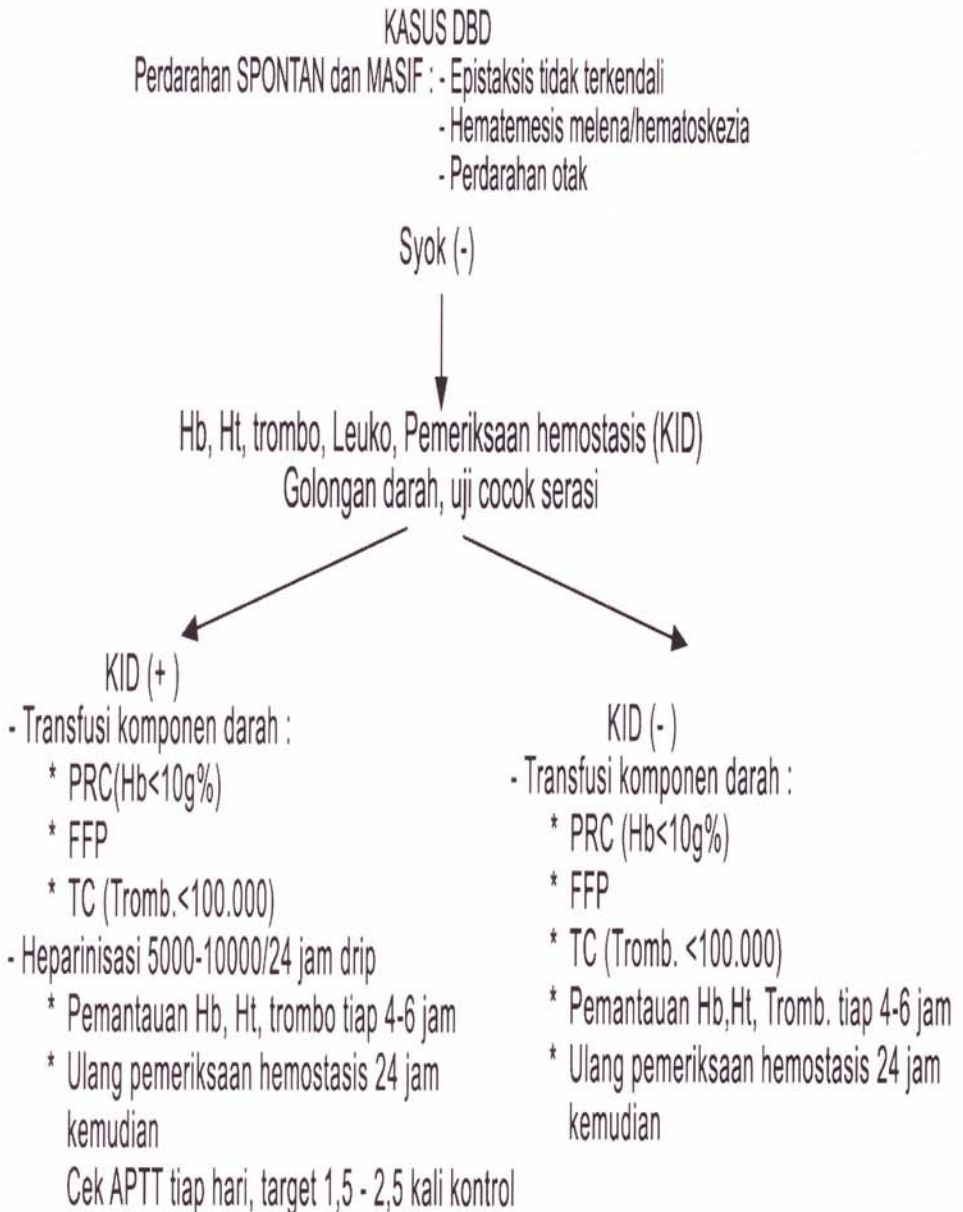 KASUS DBD
Perdarahan SPONTAN dan MASIF : - Epistaksis tidak terkendali
- Hematemesis melena/hematoskezia
- Perdarahan otak
Syok (-)
Hb, Ht, trombo, Leuko, Pemeriksaan hemostasis (KID)
Golongan darah, uji cocok serasi
KID (+ )
- Transfusi komponen darah :
* PRC(Hb<10g%)
* FFP
* TC (Tromb.<100.000)
- Heparinisasi 5000-10000/24 jam drip
* Pemantauan Hb, Ht, trombo tiap 4-6 jam
* Ulang pemeriksaan hemostasis 24 jam
kemudian
Cek APTT tiap hari, target 1,5 - 2,5 kali kontrol
KID (- )
- Transfusi komponen darah :
* PRC (Hb<10g%)
* FFP
* TC (Tromb. <100.000)
* Pemantauan Hb,Ht, Tromb. tiap 4-6 jam
* Ulang pemeriksaan hemostasis 24 jam
kemudian